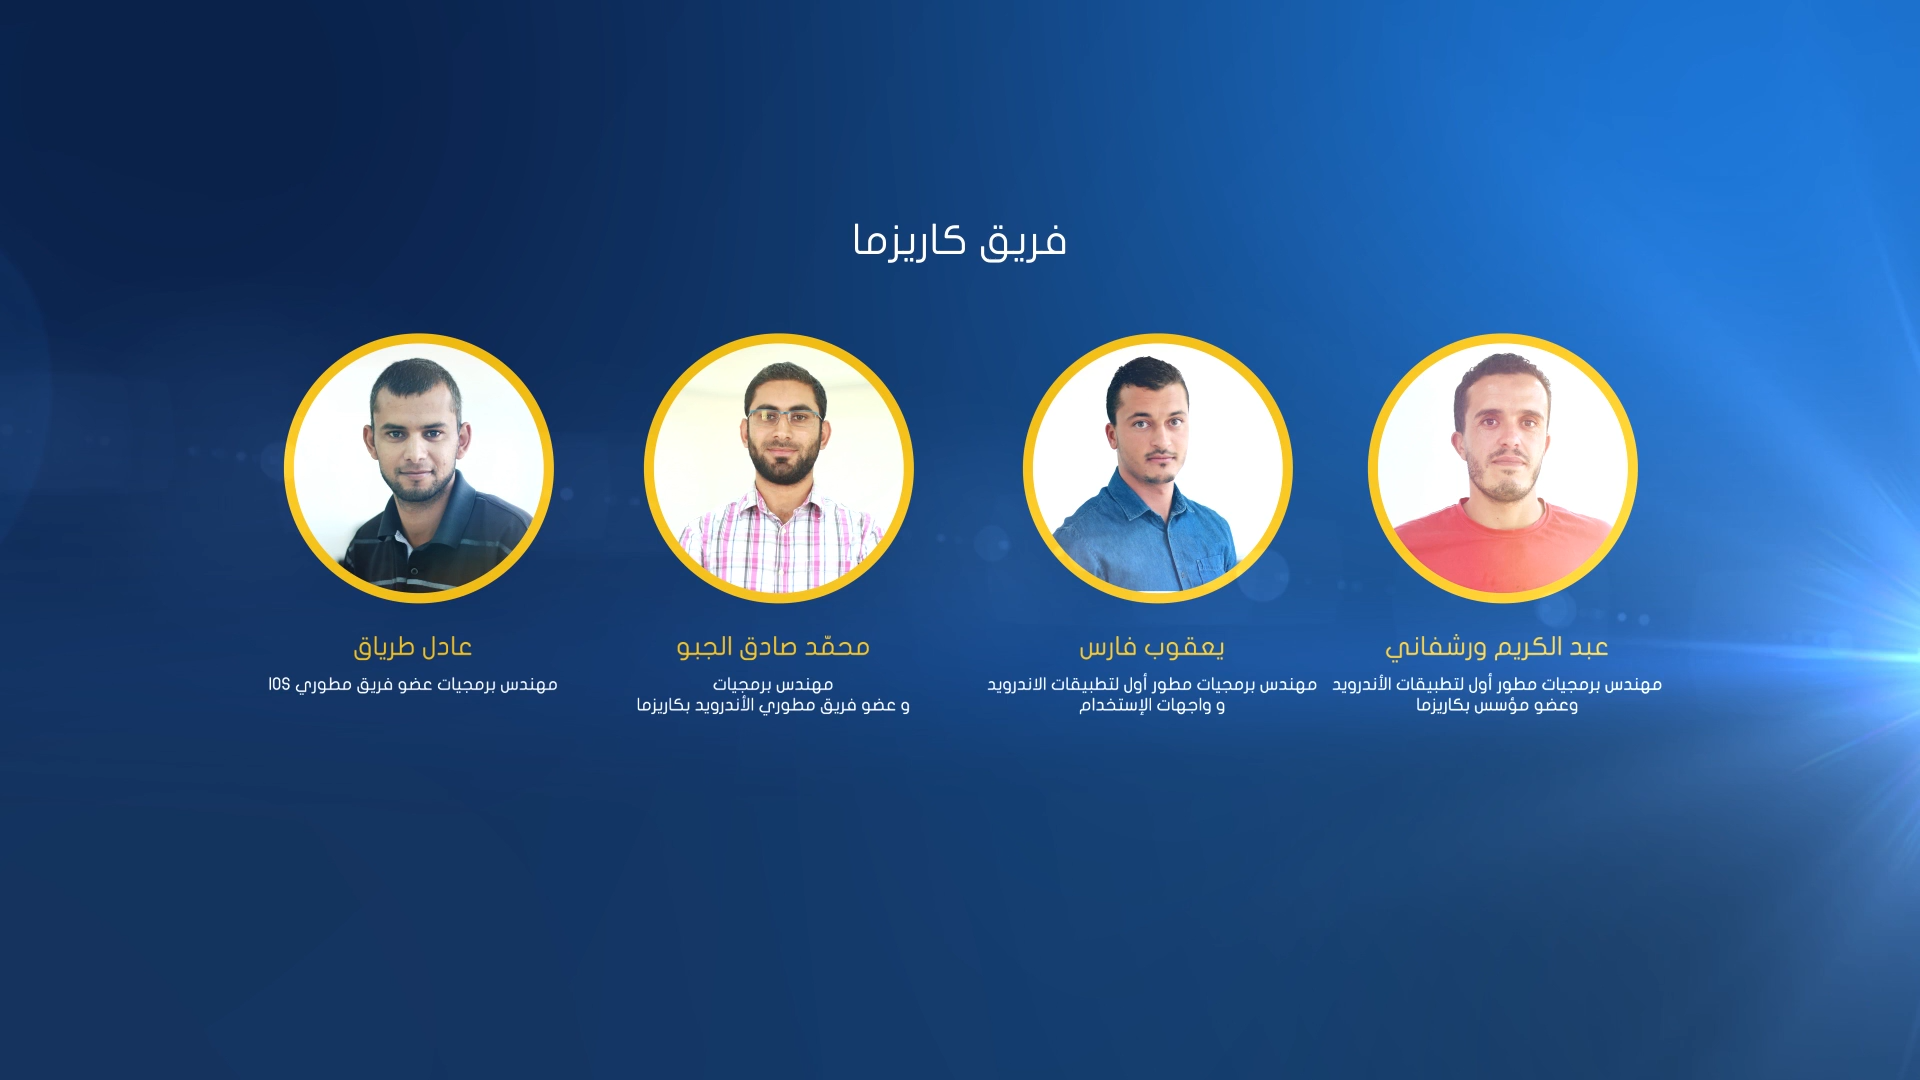 فريق كاريزما
عبد الكريم ورشفاني
مهندس برمجيات مطور أول لتطبيقات الأندرويد
وعضو مؤسس بكاريزما
يعقوب فارس
مهندس برمجيات مطور أول لتطبيقات الاندرويد
و واجهات الإستخدام
محمّد صادق الجبو
مهندس برمجيات
و عضو فريق مطوري الأندرويد بكاريزما
عادل طرياق
مهندس برمجيات عضو فريق مطوري IOS